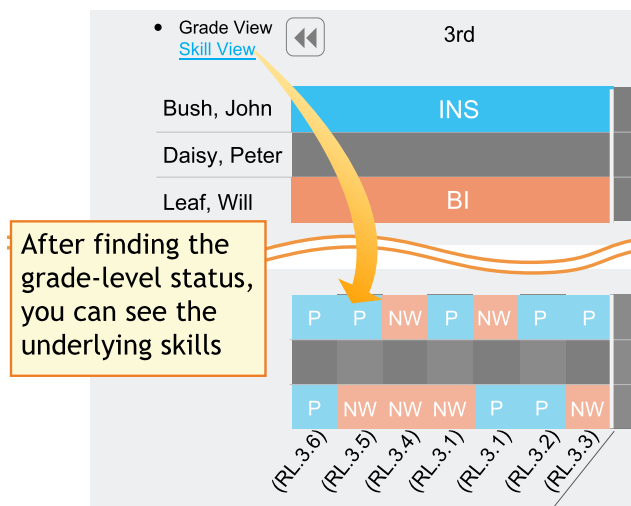 Grade View
Skill View
3rd
Bush, John
INS
Daisy, Peter
Leaf, Will
BI
After finding the
grade-level status,
you can see the
underlying skills
P P NW P NW P P
P NW NW NW P P NW
(RL.3.6) (RL.3.5) (RL.3.4) (RL.3.1) (RL.3.1) (RL.3.2) (RL.3.3)